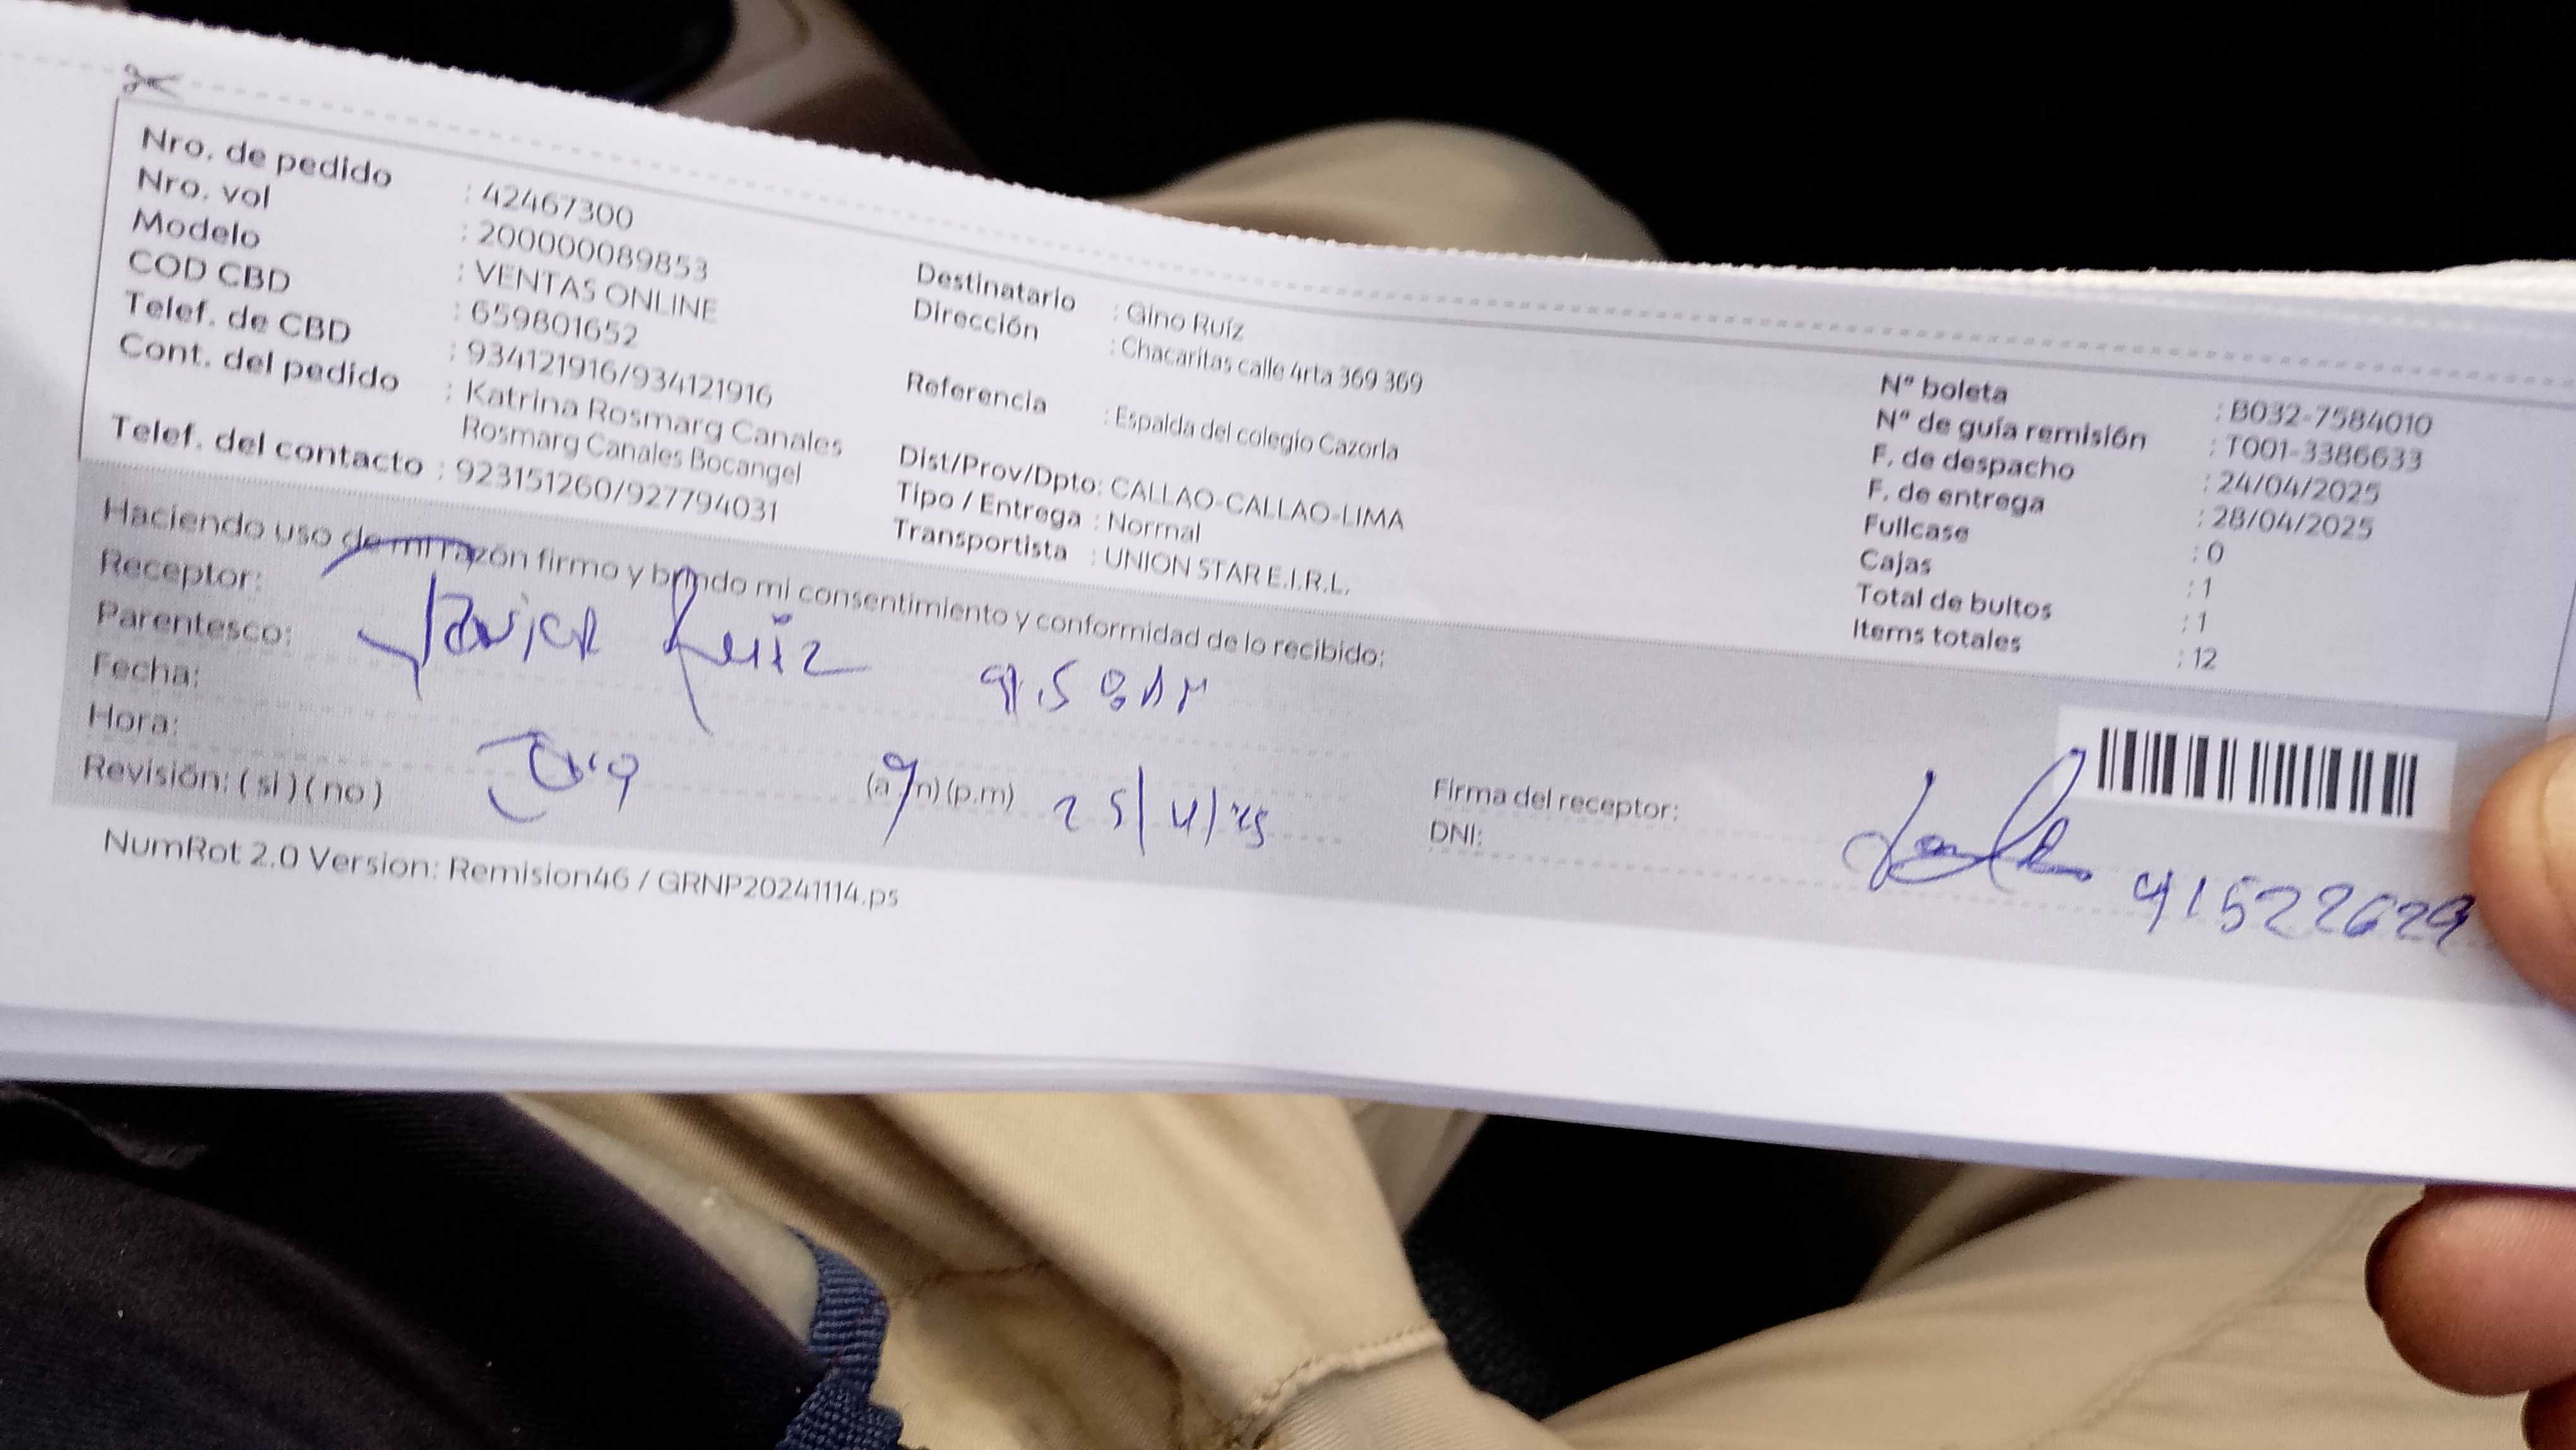 Nro. de pedido : 42467300
Nro. vol : 200000089853
Modelo : VENTAS ONLINE
COD CBD : 659801652
Telef. de CBD : 934121916/934121916
Cont. del pedido : Katrina Rosmarg Canales
Rosmarg Canales Bocangel
Telef. del contacto : 923151260/927794031
Destinatario : Gino Ruíz
Dirección : Chacaritas calle 4rta 369 369
Referencia : Espalda del colegio Cazorla
Dist/Prov/Dpto: CALLAO-CALLAO-LIMA
Tipo / Entrega : Normal
Transportista : UNION STAR E.I.R.L.
N° boleta : B032-7584010
N° de guía remisión : T001-3386633
F. de despacho : 24/04/2025
F. de entrega : 28/04/2025
Fullcase : 0
Cajas : 1
Total de bultos : 1
Items totales : 12
Haciendo uso de mi razón firmo y brindo mi consentimiento y conformidad de lo recibido:
Receptor:
Parentesco: Javier Ruiz
Fecha: 9:58AM
Hora:
Revisión: ( si ) ( no ) (a.m) (p.m) 25/4/25
Firma del receptor:
DNI: 41522629
NumRot 2.0 Version: Remision46 / GRNP20241114.ps